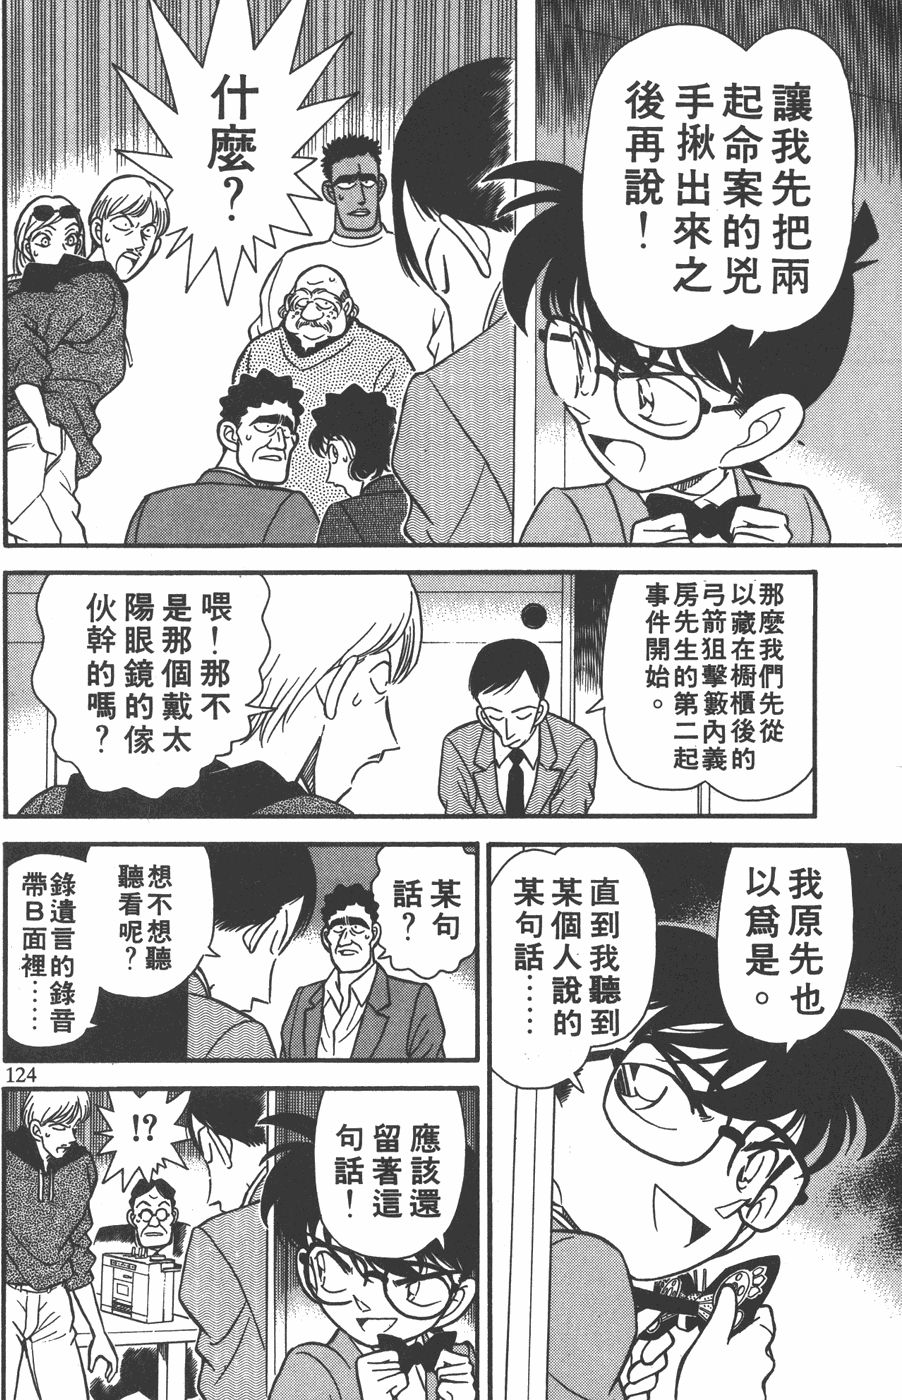 讓我先把兩
起命案的兇
手揪出來之
後再說！
什麼？
那麼我們先從
以藏在櫥櫃後的
弓箭狙擊籔內義
房先生的第二起
事件開始。
喂！那不
是那個戴太
陽眼鏡的傢
伙幹的嗎？
我原先也
以爲是。
直到我聽到
某個人說的
某句話……
某句
話？
想不想聽
聽看呢？
錄遺言的錄音
帶B面裡……
應該還
留著這
句話！
!?
124